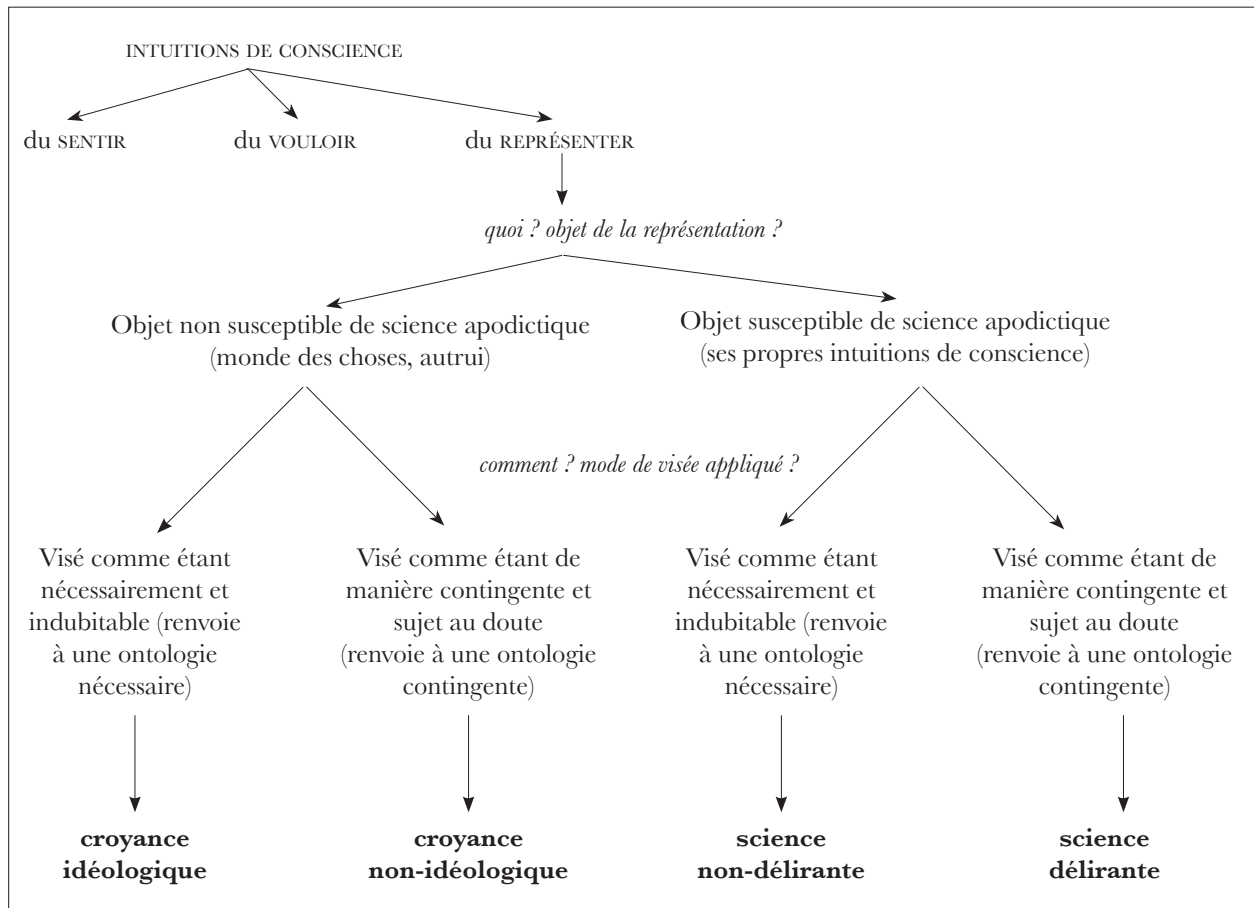 INTUITIONS DE CONSCIENCE
du SENTIR
du VOULOIR
du REPRÉSENTER
quoi ? objet de la représentation ?
Objet non susceptible de science apodictique
(monde des choses, autrui)
Objet susceptible de science apodictique
(ses propres intuitions de conscience)
comment ? mode de visée appliqué ?
Visé comme étant
nécessairement et
indubitable (renvoie
à une ontologie
nécessaire)
Visé comme étant de
manière contingente et
sujet au doute
(renvoie à une ontologie
contingente)
Visé comme étant
nécessairement et
indubitable (renvoie
à une ontologie
nécessaire)
Visé comme étant de
manière contingente et
sujet au doute
(renvoie à une ontologie
contingente)
croyance
idéologique
croyance
non-idéologique
science
non-délirante
science
délirante